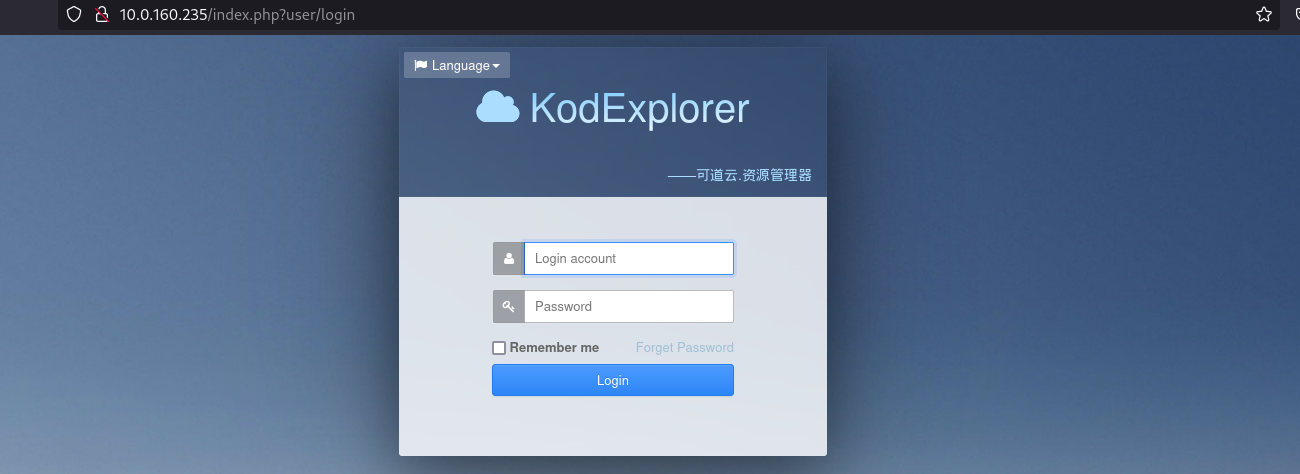 10.0.160.235/index.php?user/login
Language
KodExplorer
——可道云.资源管理器
Login account
Password
Remember me Forget Password
Login